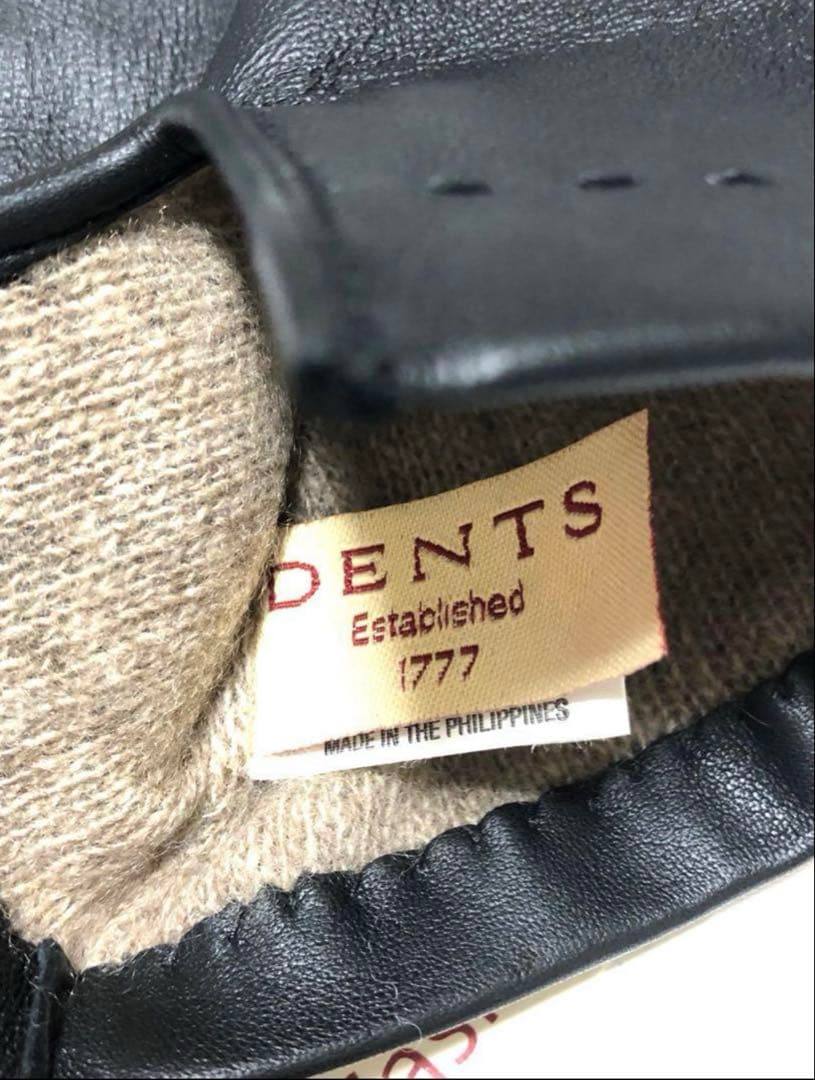 DENTS
Established
1777
MADE IN THE PHILIPPINES